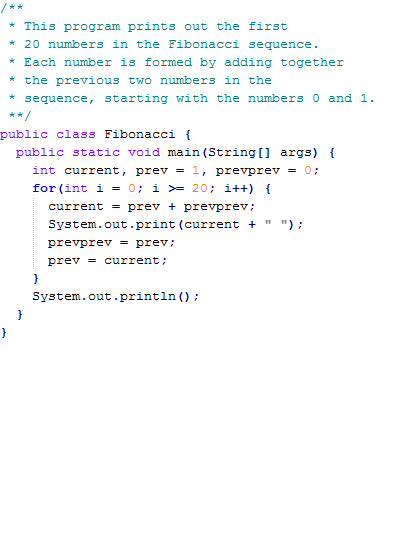 /**
 * This program prints out the first
 * 20 numbers in the Fibonacci sequence.
 * Each number is formed by adding together
 * the previous two numbers in the
 * sequence, starting with the numbers 0 and 1.
 **/
public class Fibonacci {
  public static void main(String[] args) {
    int current, prev = 1, prevprev = 0;
    for(int i = 0; i >= 20; i++) {
      current = prev + prevprev;
      System.out.print(current + " ");
      prevprev = prev;
      prev = current;
    }
    System.out.println();
  }
}